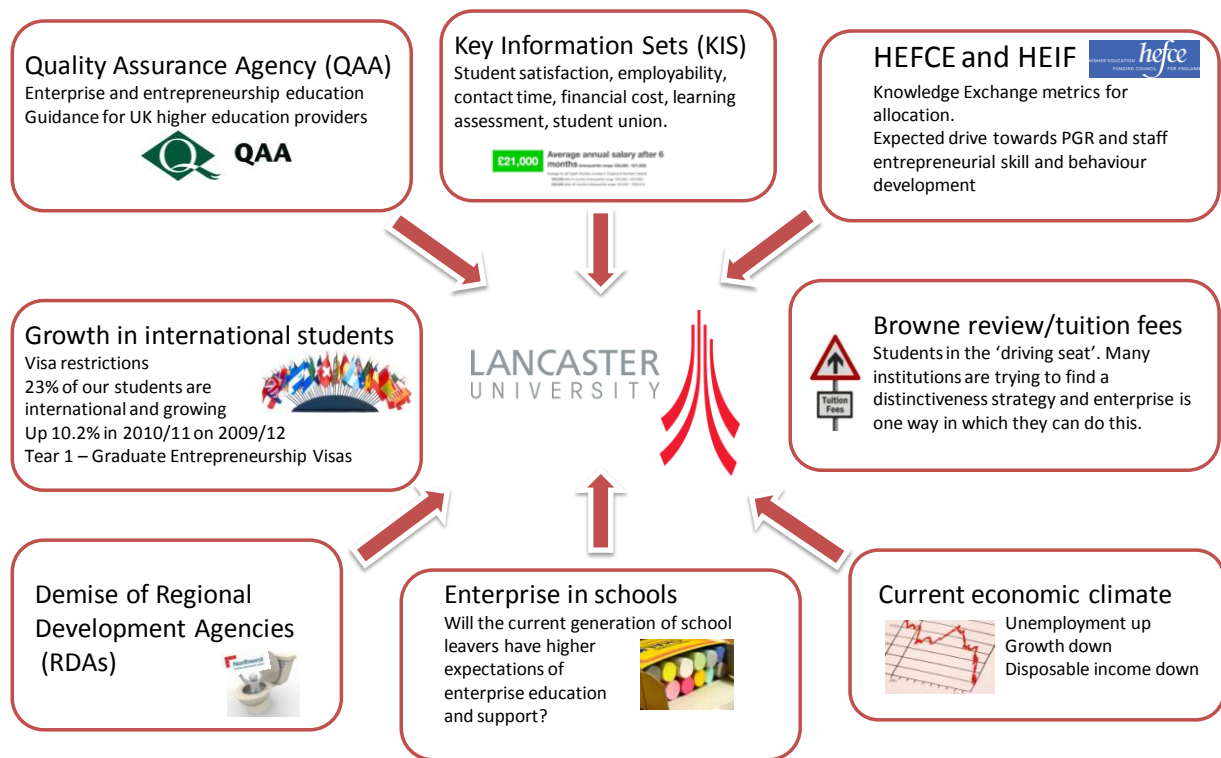 Quality Assurance Agency (QAA)
Enterprise and entrepreneurship education
Guidance for UK higher education providers
QAA
Key Information Sets (KIS)
Student satisfaction, employability,
contact time, financial cost, learning
assessment, student union.
£21,000
Average annual salary after 6
months
HEFCE and HEIF
HIGHER EDUCATION
hefce
FUNDING COUNCIL FOR ENGLAND
Knowledge Exchange metrics for
allocation.
Expected drive towards PGR and staff
entrepreneurial skill and behaviour
development
Growth in international students
Visa restrictions
23% of our students are
international and growing
Up 10.2% in 2010/11 on 2009/12
Tear 1 – Graduate Entrepreneurship Visas
LANCASTER
UNIVERSITY
Browne review/tuition fees
Students in the ‘driving seat’. Many
institutions are trying to find a
distinctiveness strategy and enterprise is
one way in which they can do this.
Tuition
Fees
Demise of Regional
Development Agencies
(RDAs)
Northwest
Enterprise in schools
Will the current generation of school
leavers have higher
expectations of
enterprise education
and support?
Current economic climate
Unemployment up
Growth down
Disposable income down